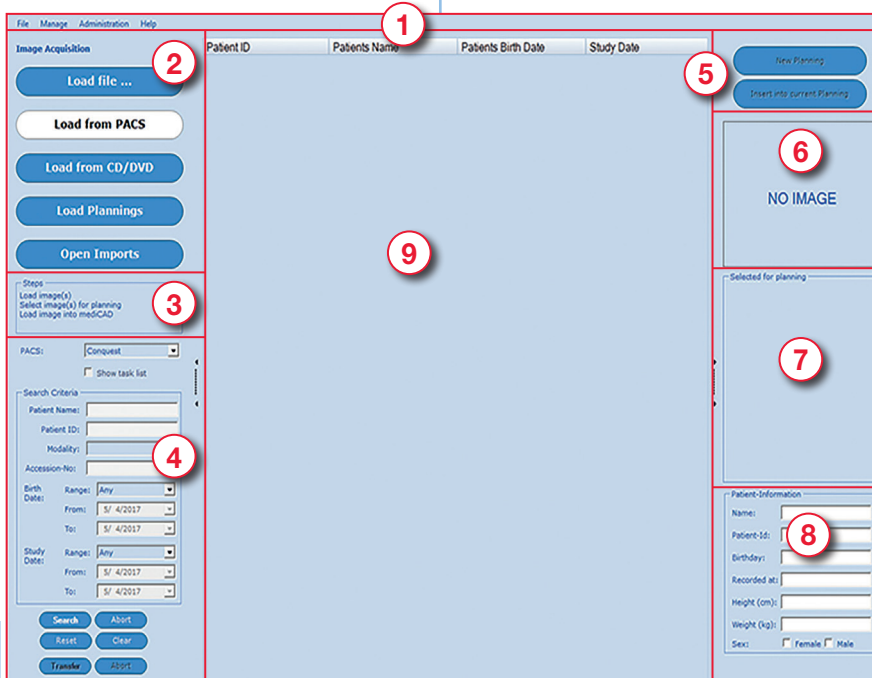 File Manage Administration Help
1
Image Acquisition
2
Load file ...
Load from PACS
Load from CD/DVD
Load Plannings
Open Imports
Steps
Load image(s)
Select image(s) for planning
Load image into mediCAD
3
PACS: Conquest
Show task list
Search Criteria
Patient Name:
Patient ID:
Modality:
Accession-No:
4
Birth Date: Range: Any
From: 5/ 4/2017
To: 5/ 4/2017
Study Date: Range: Any
From: 5/ 4/2017
To: 5/ 4/2017
Search Abort
Reset Clear
Transfer Abort
Patient ID Patients Name Patients Birth Date Study Date
9
5
New Planning
Insert into current Planning
6
NO IMAGE
Selected for planning
7
Patient-Information
Name:
Patient-Id:
8
Birthday:
Recorded at:
Height (cm):
Weight (kg):
Sex: Female Male